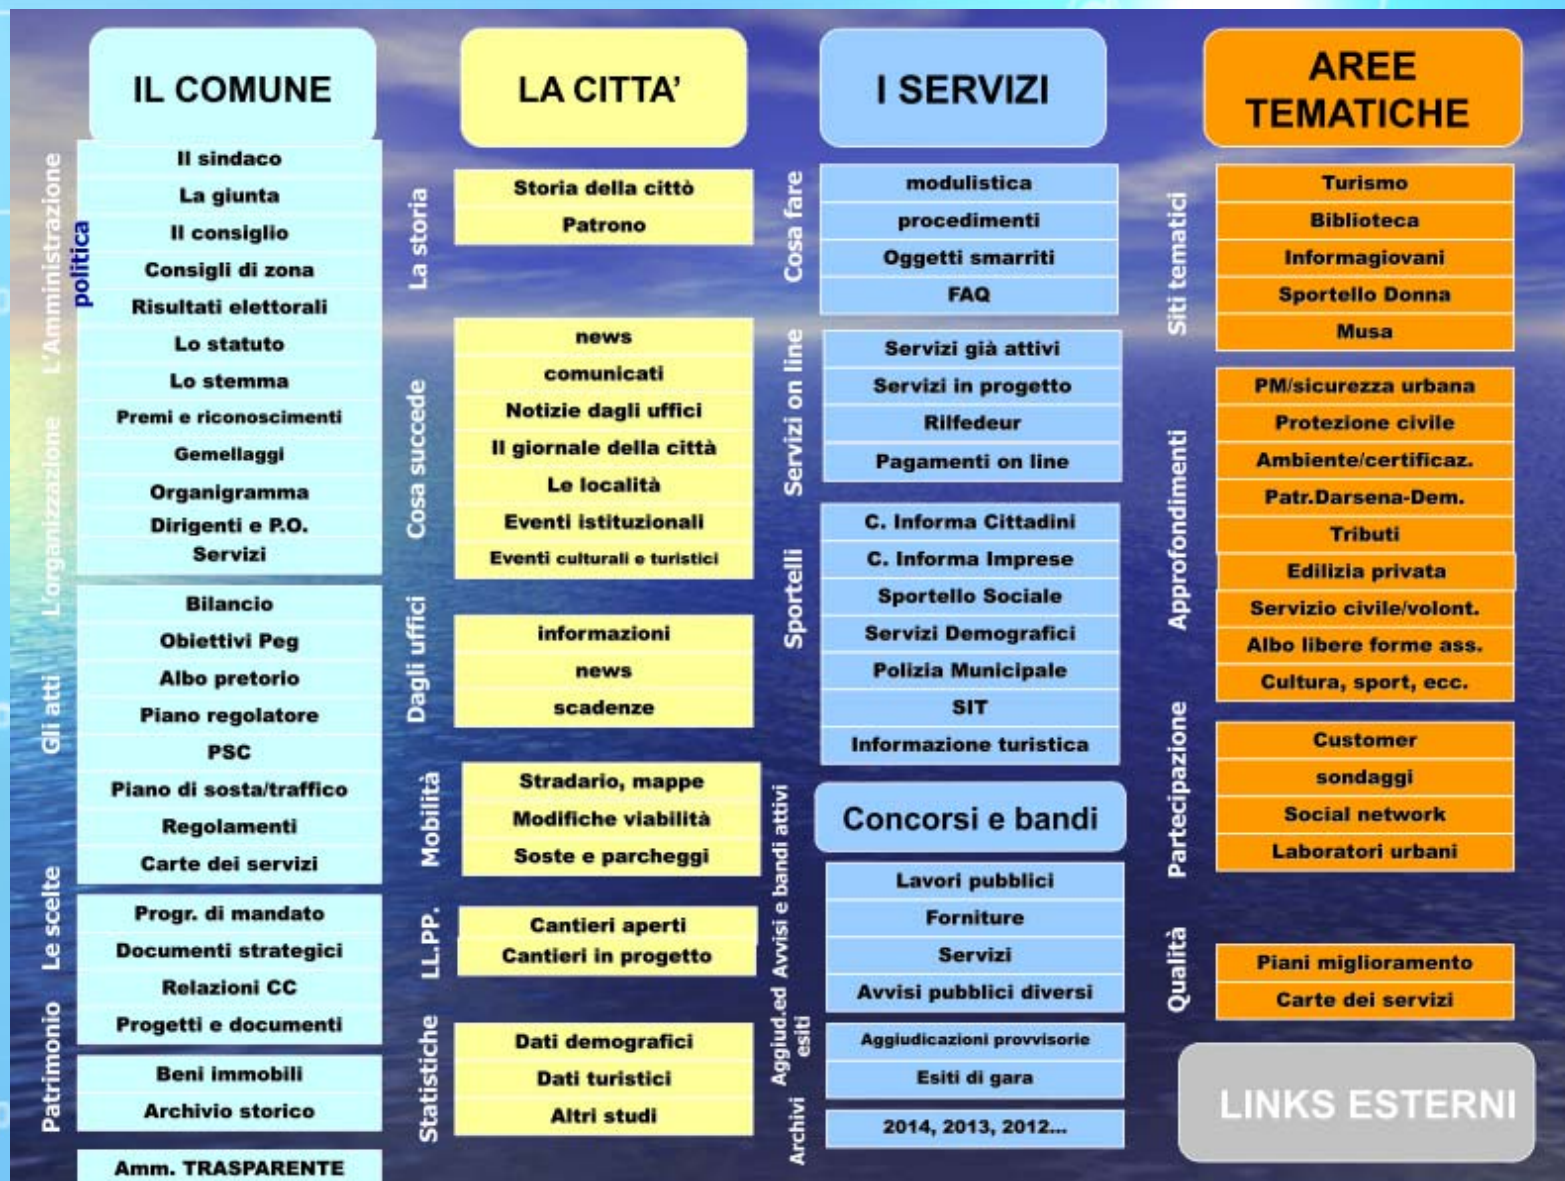 IL COMUNE
L'Amministrazione
politica
Il sindaco
La giunta
Il consiglio
Consigli di zona
Risultati elettorali
Lo statuto
Lo stemma
Premi e riconoscimenti
Gemellaggi
L'organizzazione
Organigramma
Dirigenti e P.O.
Servizi
Gli atti
Bilancio
Obiettivi Peg
Albo pretorio
Piano regolatore
PSC
Piano di sosta/traffico
Regolamenti
Carte dei servizi
Le scelte
Progr. di mandato
Documenti strategici
Relazioni CC
Progetti e documenti
Patrimonio
Beni immobili
Archivio storico
Amm. TRASPARENTE
LA CITTA'
La storia
Storia della cittò
Patrono
Cosa succede
news
comunicati
Notizie dagli uffici
Il giornale della città
Le località
Eventi istituzionali
Eventi culturali e turistici
Dagli uffici
informazioni
news
scadenze
Mobilità
Stradario, mappe
Modifiche viabilità
Soste e parcheggi
LL.PP.
Cantieri aperti
Cantieri in progetto
Statistiche
Dati demografici
Dati turistici
Altri studi
I SERVIZI
Cosa fare
modulistica
procedimenti
Oggetti smarriti
FAQ
Servizi on line
Servizi già attivi
Servizi in progetto
Rilfedeur
Pagamenti on line
Sportelli
C. Informa Cittadini
C. Informa Imprese
Sportello Sociale
Servizi Demografici
Polizia Municipale
SIT
Informazione turistica
Concorsi e bandi
Avvisi e bandi attivi
Lavori pubblici
Forniture
Servizi
Avvisi pubblici diversi
Aggiud.ed
esiti
Aggiudicazioni provvisorie
Esiti di gara
Archivi
2014, 2013, 2012...
AREE
TEMATICHE
Siti tematici
Turismo
Biblioteca
Informagiovani
Sportello Donna
Musa
Approfondimenti
PM/sicurezza urbana
Protezione civile
Ambiente/certificaz.
Patr.Darsena-Dem.
Tributi
Edilizia privata
Servizio civile/volont.
Albo libere forme ass.
Cultura, sport, ecc.
Partecipazione
Customer
sondaggi
Social network
Laboratori urbani
Qualità
Piani miglioramento
Carte dei servizi
LINKS ESTERNI